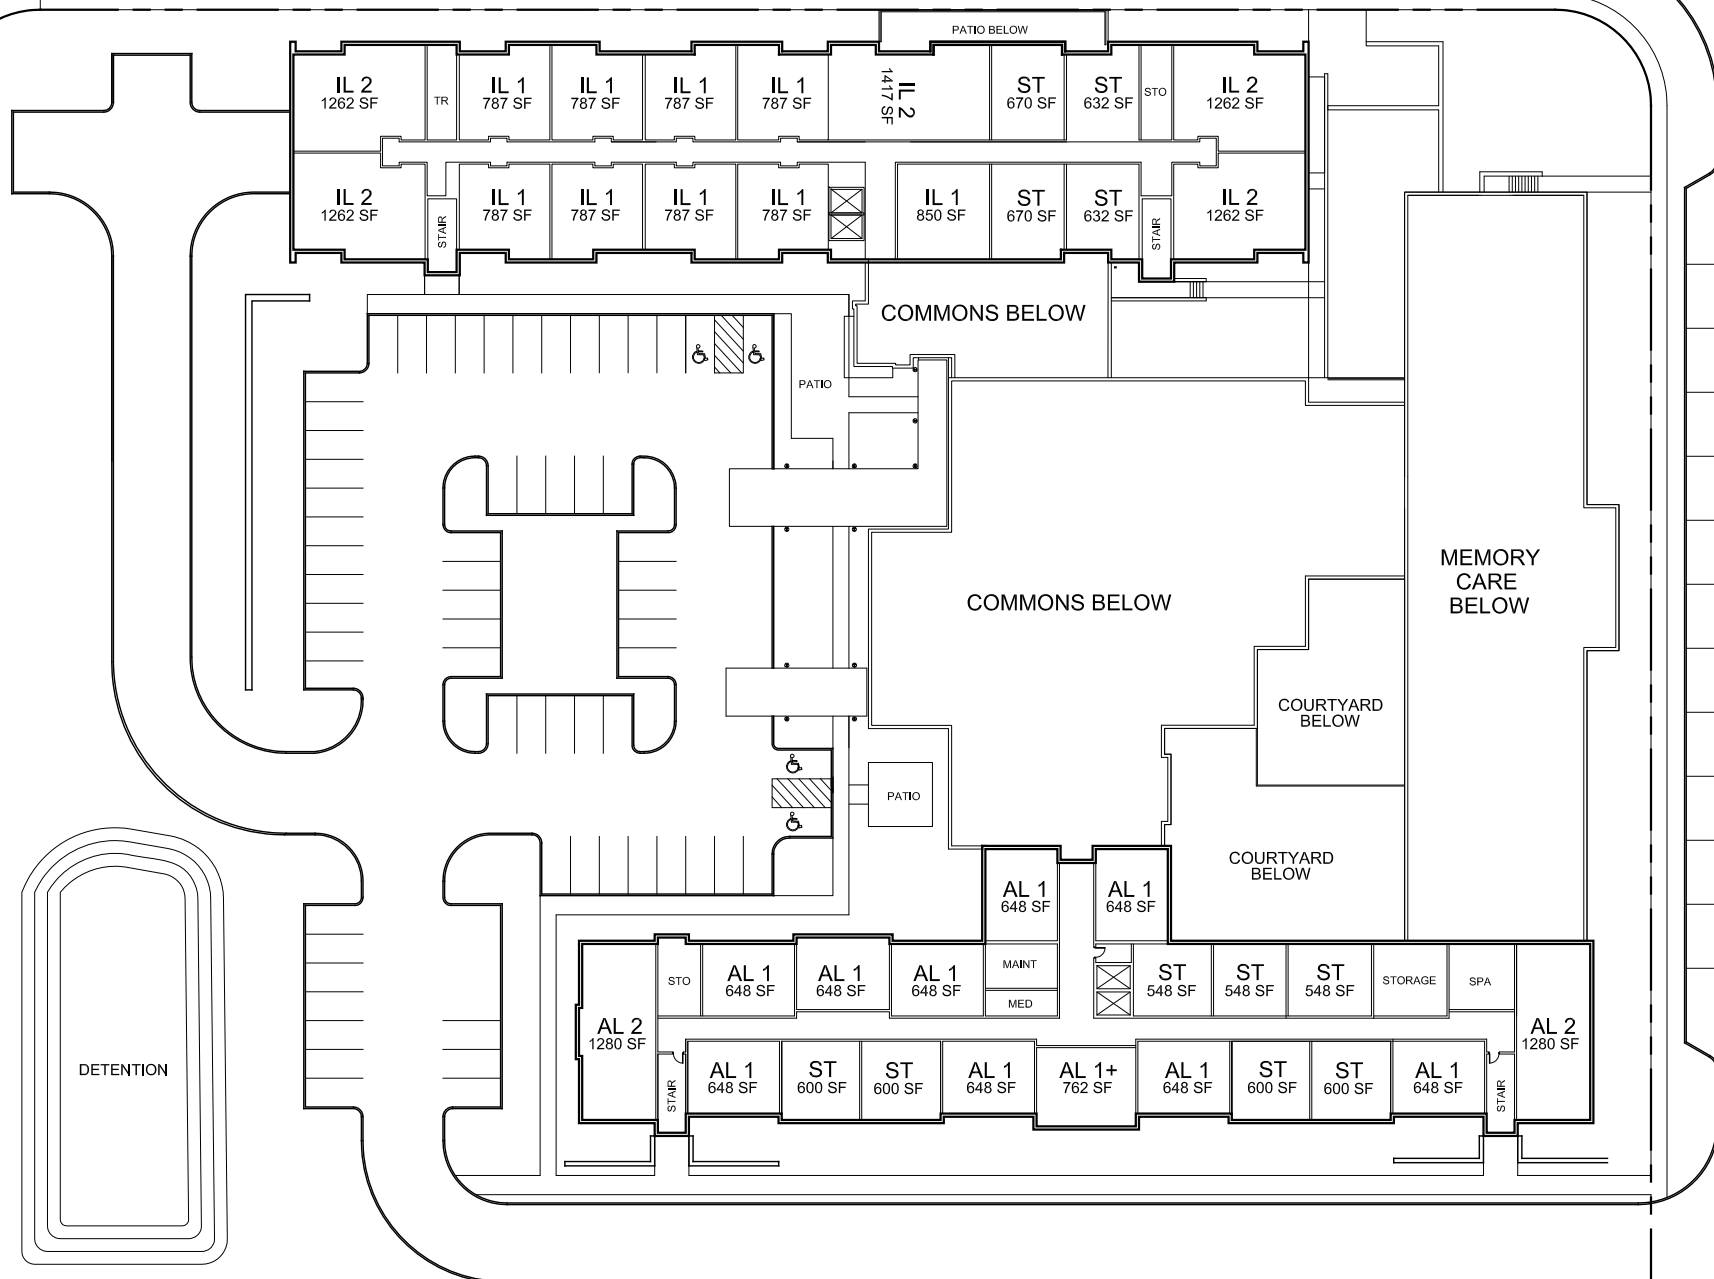 PATIO BELOW
IL 2
1262 SF
TR
IL 1
787 SF
IL 1
787 SF
IL 1
787 SF
IL 1
787 SF
IL 2
1417 SF
ST
670 SF
ST
632 SF
STO
IL 2
1262 SF
IL 2
1262 SF
STAIR
IL 1
787 SF
IL 1
787 SF
IL 1
787 SF
IL 1
787 SF
IL 1
850 SF
ST
670 SF
ST
632 SF
STAIR
IL 2
1262 SF
COMMONS BELOW
PATIO
COMMONS BELOW
MEMORY
CARE
BELOW
COURTYARD
BELOW
PATIO
COURTYARD
BELOW
AL 1
648 SF
AL 1
648 SF
AL 2
1280 SF
STO
AL 1
648 SF
AL 1
648 SF
AL 1
648 SF
MAINT
MED
ST
548 SF
ST
548 SF
ST
548 SF
STORAGE
SPA
AL 2
1280 SF
STAIR
AL 1
648 SF
ST
600 SF
ST
600 SF
AL 1
648 SF
AL 1+
762 SF
AL 1
648 SF
ST
600 SF
ST
600 SF
AL 1
648 SF
STAIR
DETENTION